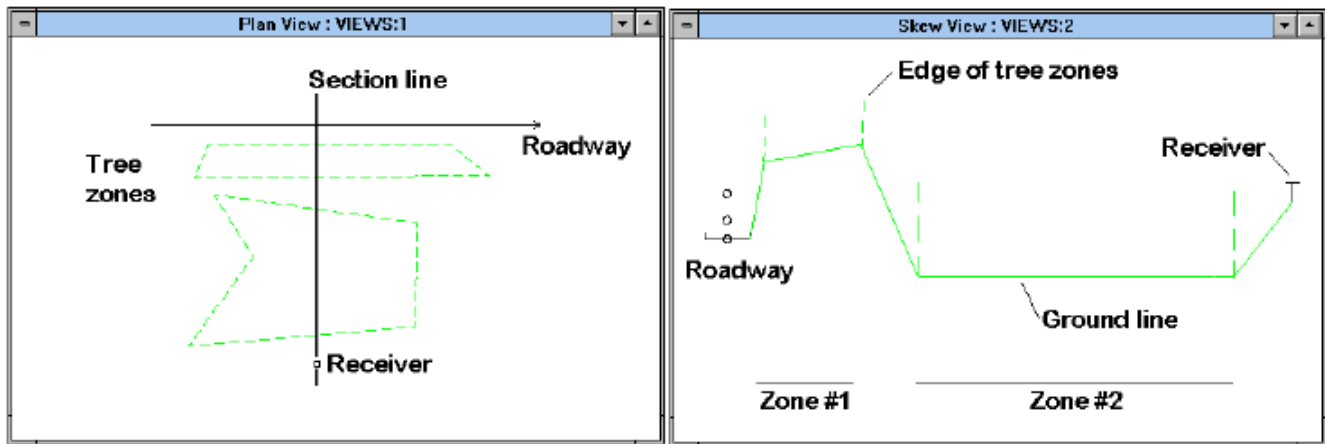 Plan View : VIEWS:1
Section line
Roadway
Tree
zones
Receiver
Skew View : VIEWS:2
Edge of tree zones
Receiver
Roadway
Ground line
Zone #1
Zone #2